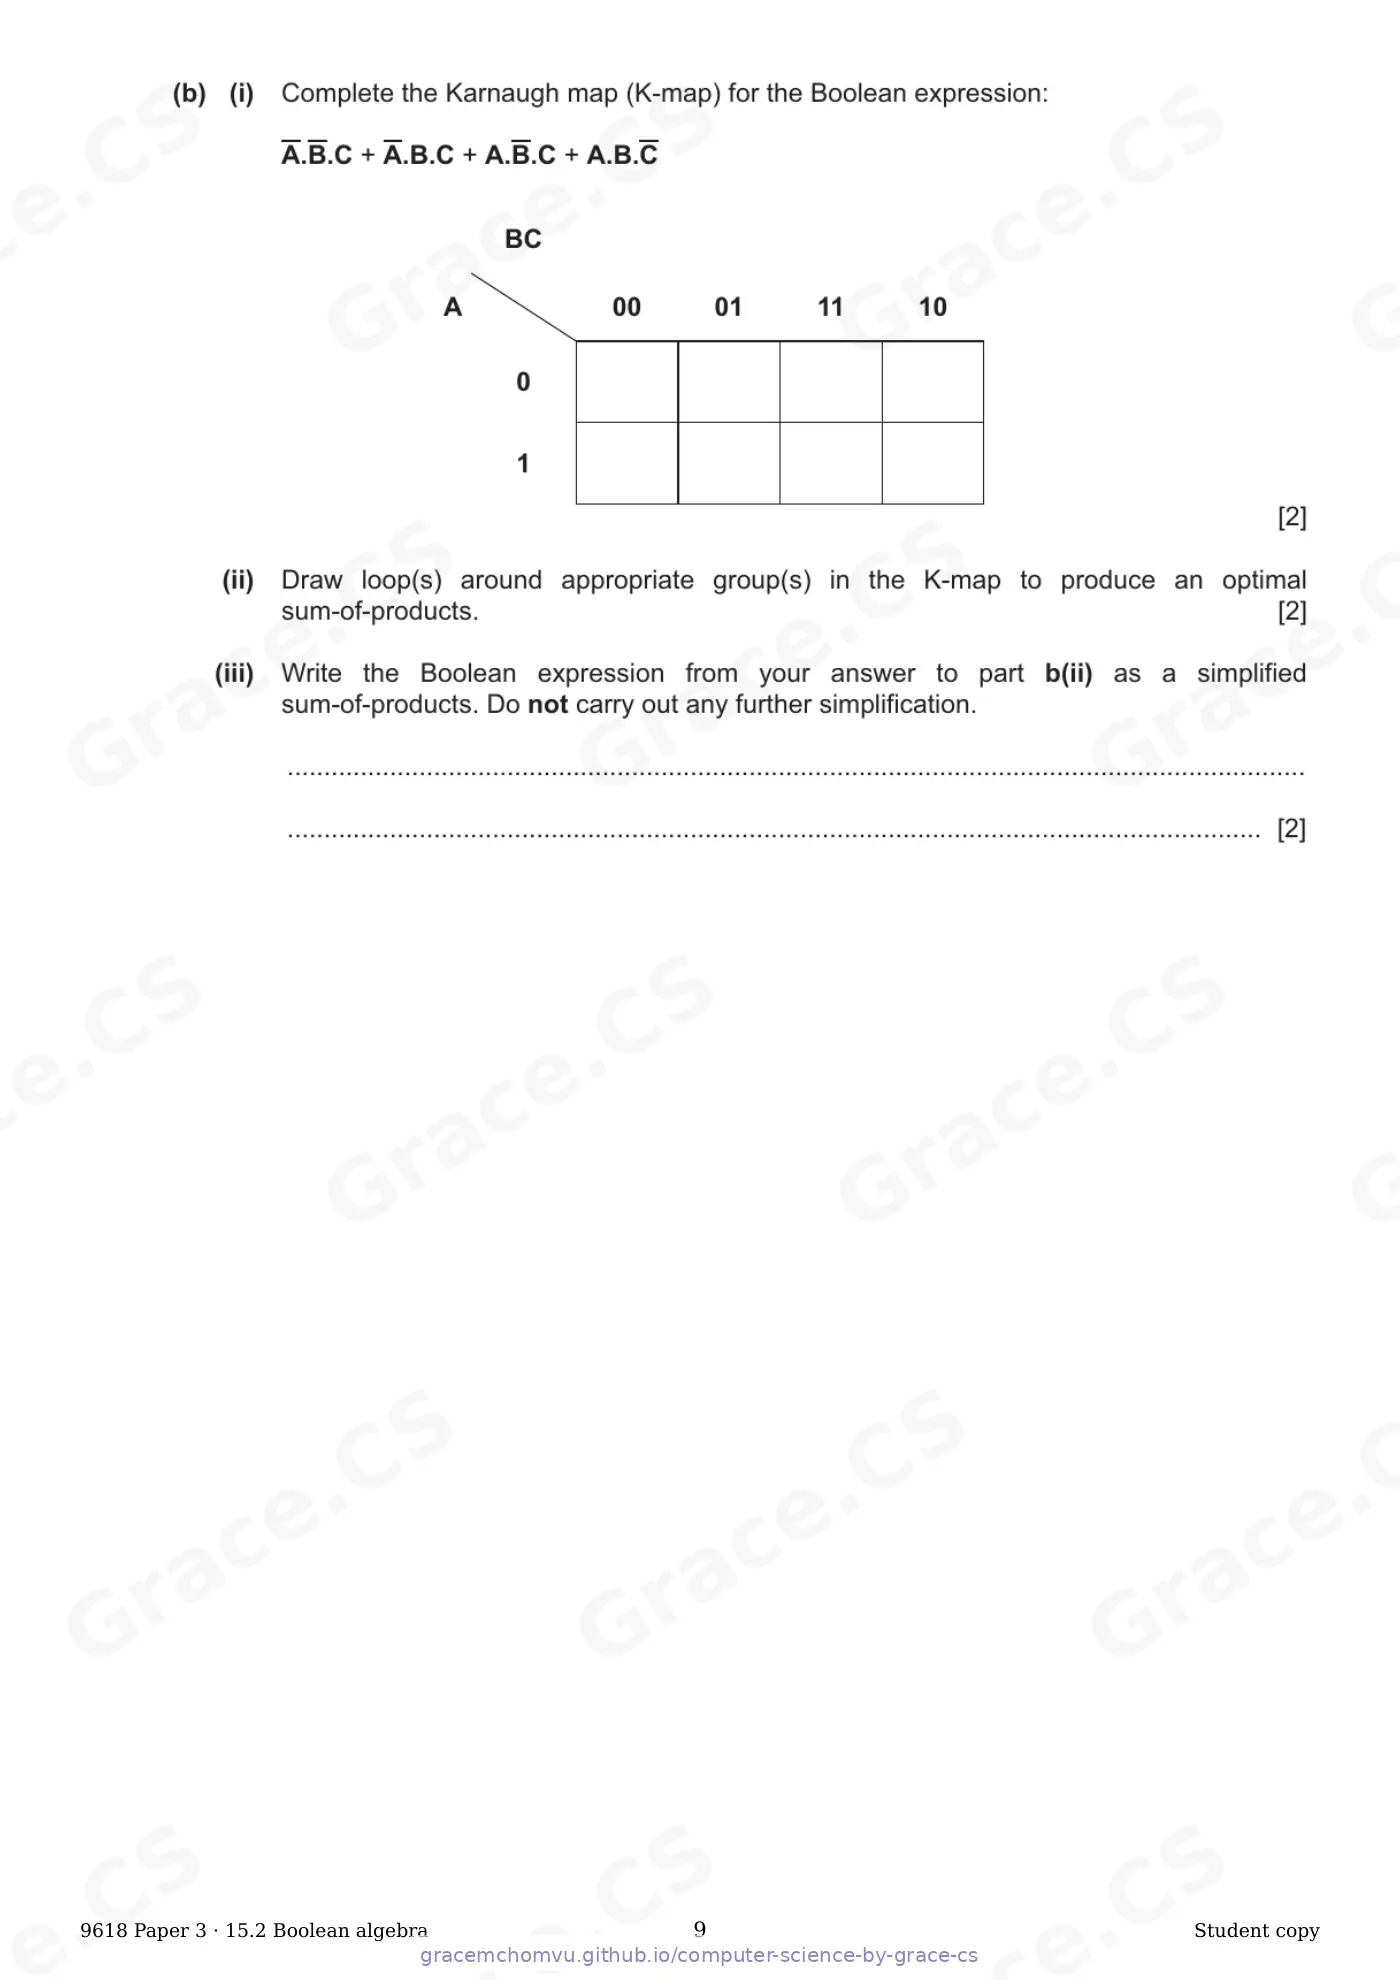 (b) (i) Complete the Karnaugh map (K-map) for the Boolean expression:
A̅.B̅.C + A̅.B.C + A.B̅.C + A.B.C̅
BC
A 00 01 11 10
0
1
[2]
(ii) Draw loop(s) around appropriate group(s) in the K-map to produce an optimal
sum-of-products. [2]
(iii) Write the Boolean expression from your answer to part b(ii) as a simplified
sum-of-products. Do not carry out any further simplification.
[2]
9618 Paper 3 · 15.2 Boolean algebra 9 Student copy
gracemchomvu.github.io/computer-science-by-grace-cs
Grace.CS